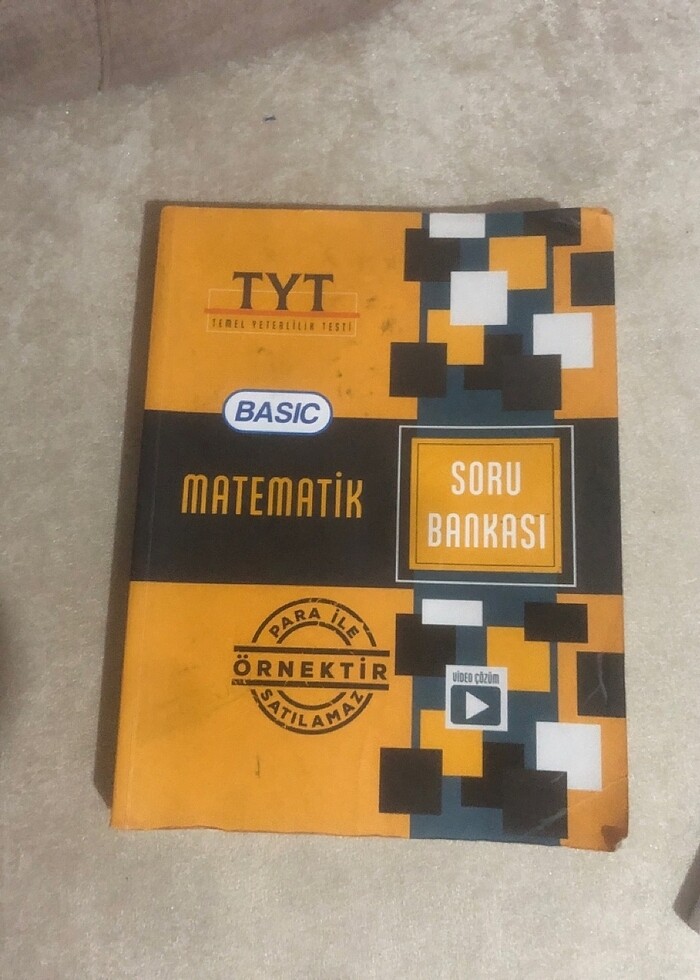 TYT
TEMEL YETERLİLİK TESTİ
BASIC
MATEMATİK
SORU
BANKASI
PARA İLE
ÖRNEKTİR
SATILAMAZ
VİDEO ÇÖZÜM